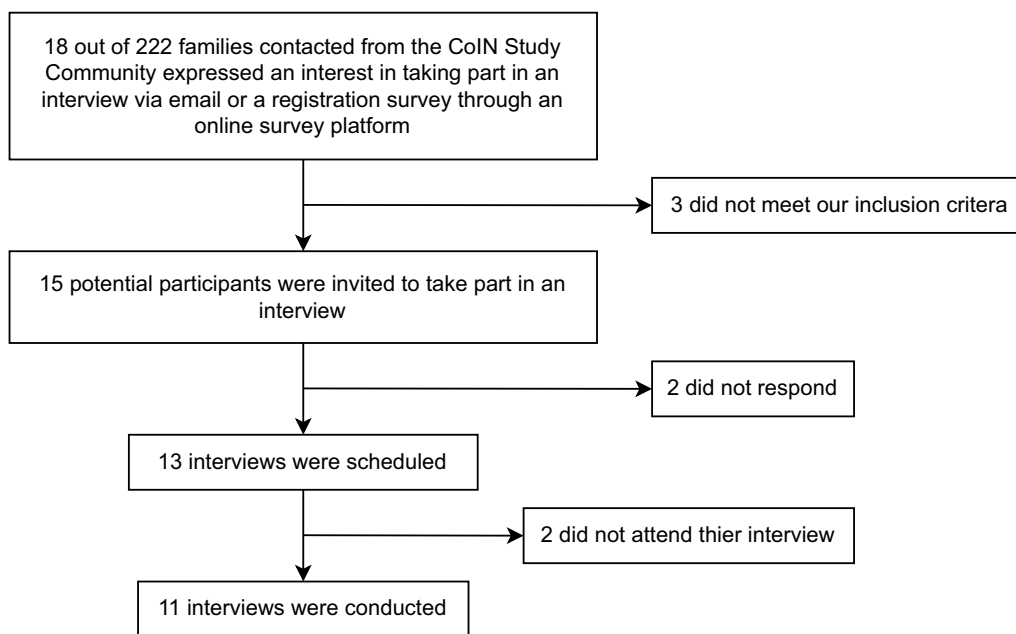 18 out of 222 families contacted from the CoIN Study
Community expressed an interest in taking part in an
interview via email or a registration survey through an
online survey platform
3 did not meet our inclusion critera
15 potential participants were invited to take part in an
interview
2 did not respond
13 interviews were scheduled
2 did not attend thier interview
11 interviews were conducted